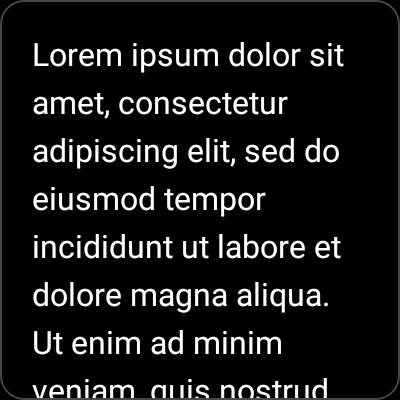 Lorem ipsum dolor sit
amet, consectetur
adipiscing elit, sed do
eiusmod tempor
incididunt ut labore et
dolore magna aliqua.
Ut enim ad minim
veniam, quis nostrud